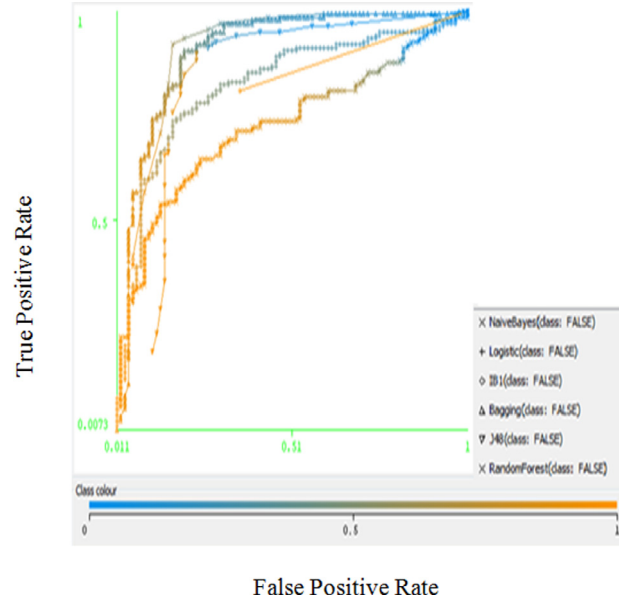 1
True Positive Rate
0.5
0.0073
0.011
0.51
1
NaiveBayes(class: FALSE)
Logistic(class: FALSE)
IB1(class: FALSE)
Bagging(class: FALSE)
J48(class: FALSE)
RandomForest(class: FALSE)
Class colour
0
0.5
1
False Positive Rate